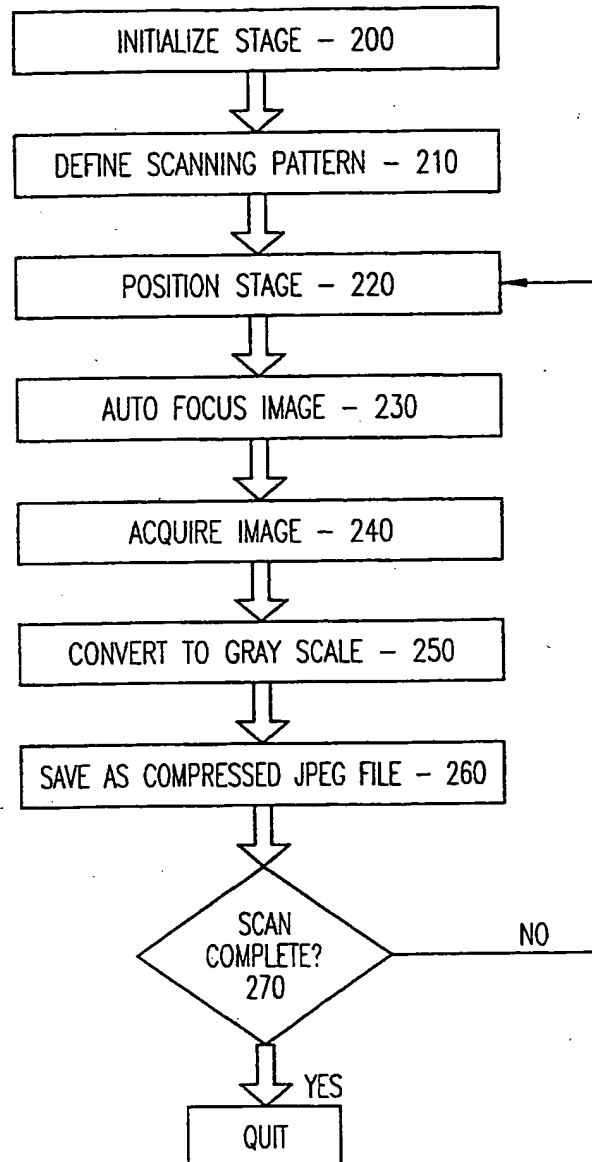 INITIALIZE STAGE - 200
DEFINE SCANNING PATTERN - 210
POSITION STAGE - 220
AUTO FOCUS IMAGE - 230
ACQUIRE IMAGE - 240
CONVERT TO GRAY SCALE - 250
SAVE AS COMPRESSED JPEG FILE - 260
SCAN
COMPLETE?
270
NO
YES
QUIT